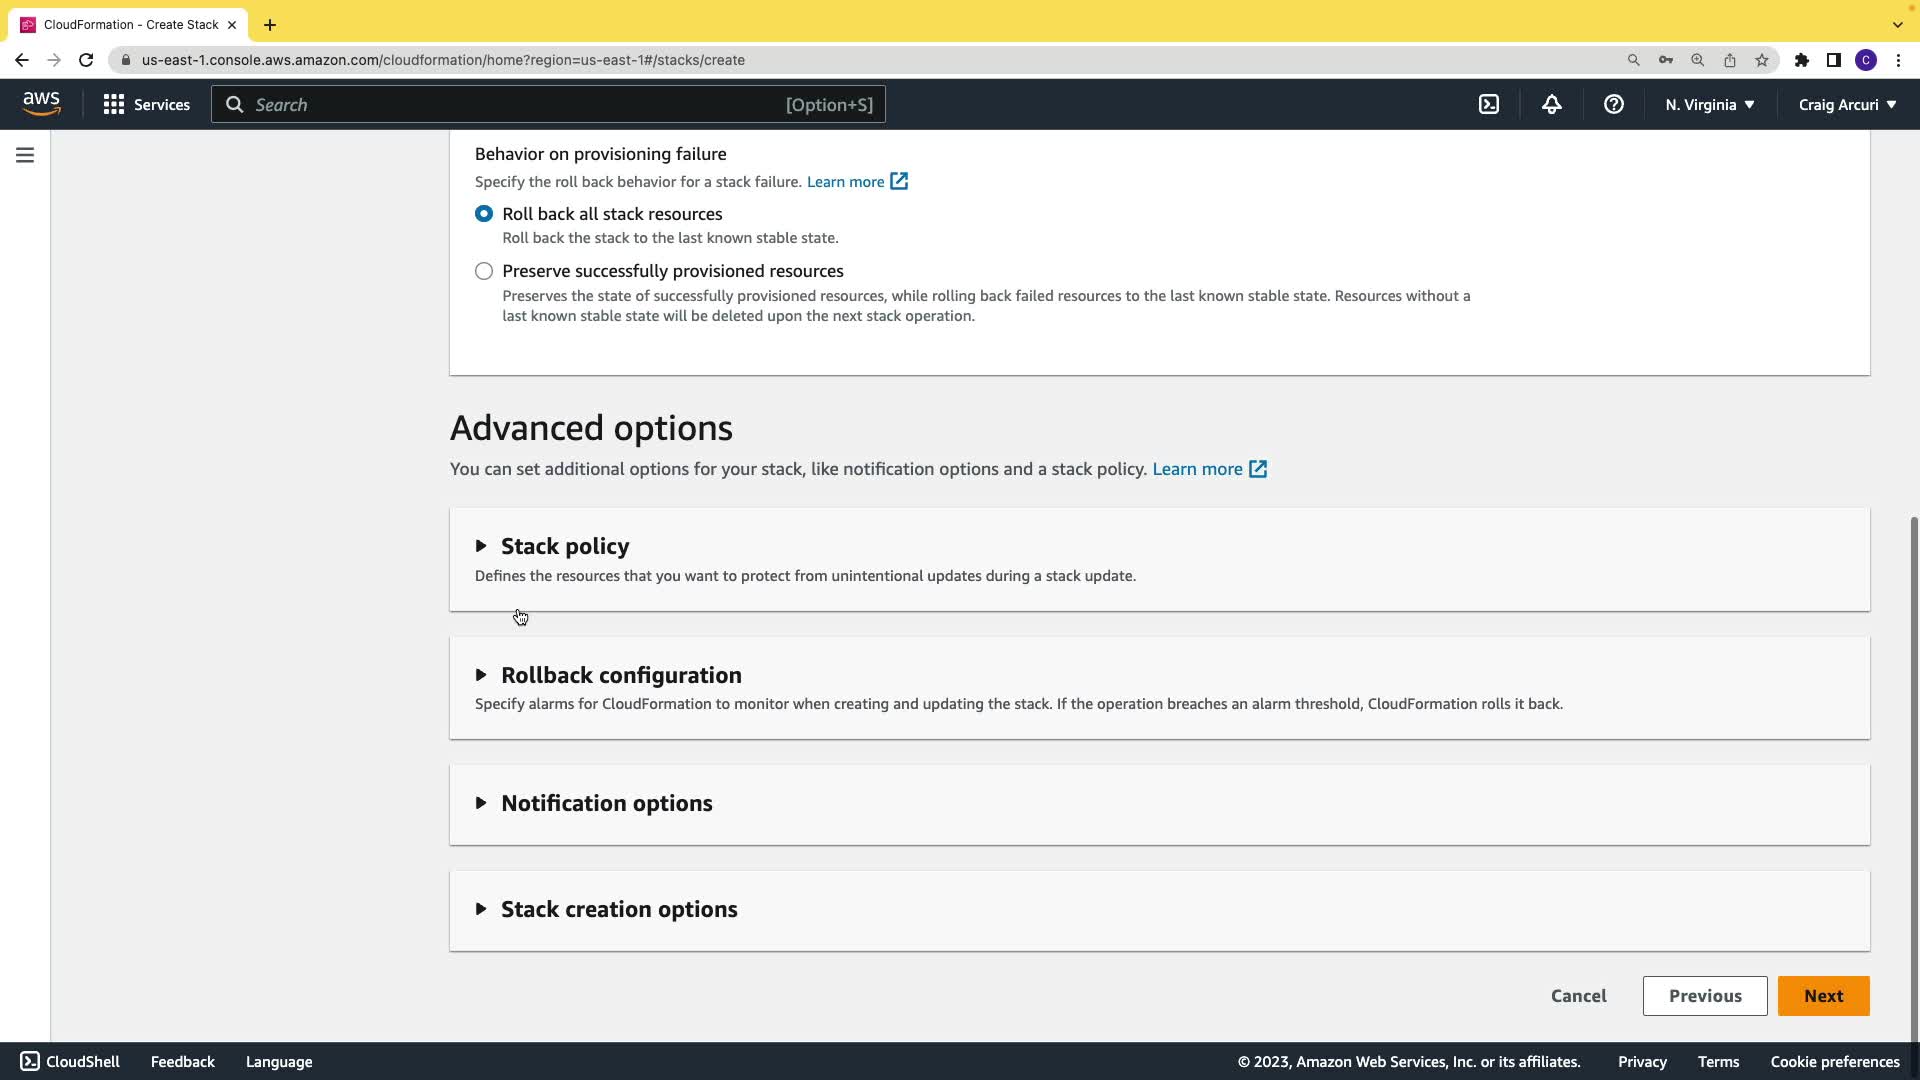 CloudFormation - Create Stack
us-east-1.console.aws.amazon.com/cloudformation/home?region=us-east-1#/stacks/create
C
aws
Services
Search
[Option+S]
N. Virginia
Craig Arcuri
Behavior on provisioning failure
Specify the roll back behavior for a stack failure. Learn more
Roll back all stack resources
Roll back the stack to the last known stable state.
Preserve successfully provisioned resources
Preserves the state of successfully provisioned resources, while rolling back failed resources to the last known stable state. Resources without a
last known stable state will be deleted upon the next stack operation.
Advanced options
You can set additional options for your stack, like notification options and a stack policy. Learn more
Stack policy
Defines the resources that you want to protect from unintentional updates during a stack update.
Rollback configuration
Specify alarms for CloudFormation to monitor when creating and updating the stack. If the operation breaches an alarm threshold, CloudFormation rolls it back.
Notification options
Stack creation options
Cancel
Previous
Next
CloudShell
Feedback
Language
© 2023, Amazon Web Services, Inc. or its affiliates.
Privacy
Terms
Cookie preferences